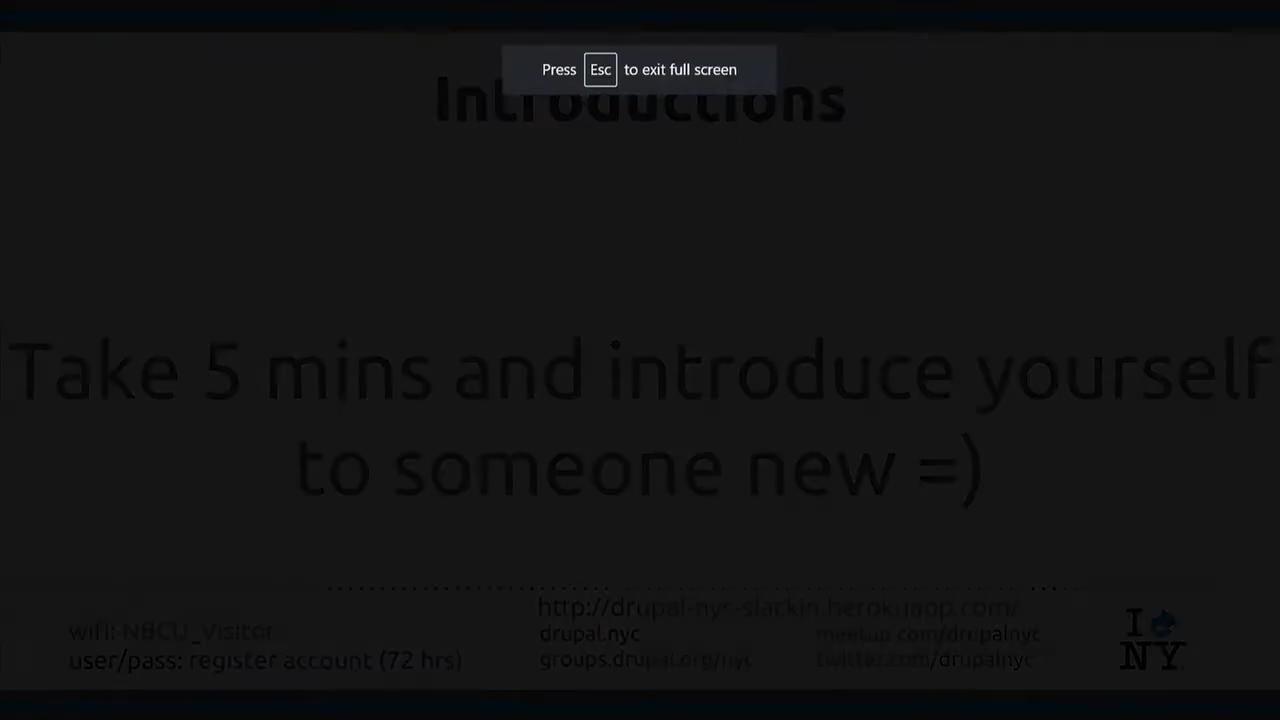 Press Esc to exit full screen
Introductions
Take 5 mins and introduce yourself
to someone new =)
http://drupal-nyc-slackin.herokuapp.com/
wifi: NBCU_Visitor
drupal.nyc
meetup.com/drupalnyc
user/pass: register account (72 hrs)
groups.drupal.org/nyc
twitter.com/drupalnyc
I
NY